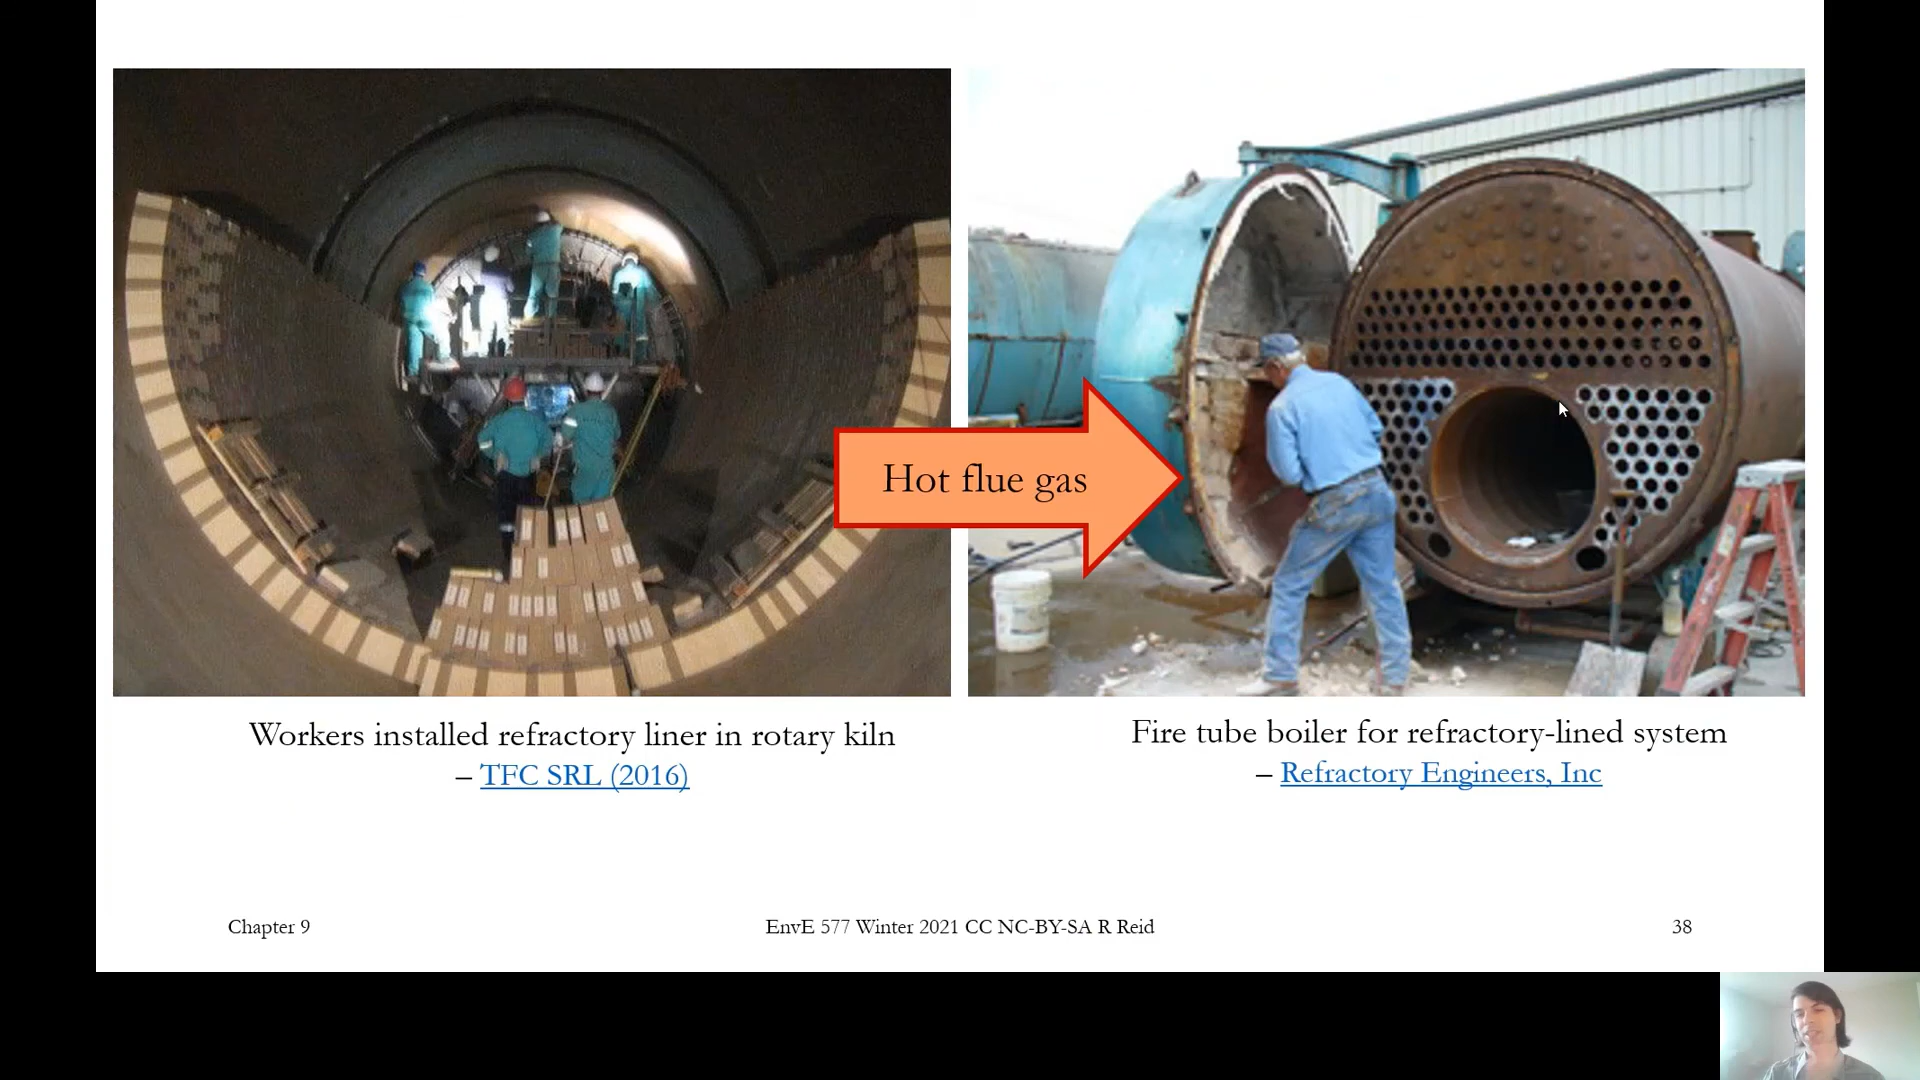 Hot flue gas
Workers installed refractory liner in rotary kiln
– TFC SRL (2016)
Fire tube boiler for refractory-lined system
– Refractory Engineers, Inc
Chapter 9
EnvE 577 Winter 2021 CC NC-BY-SA R Reid
38